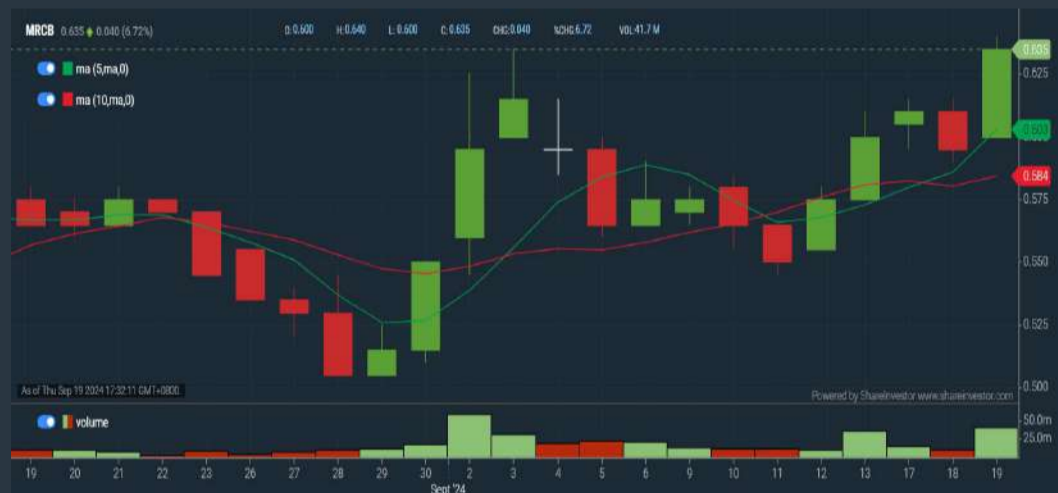 MRCB 0.635 0.040 (6.72%) O: 0.600 H: 0.640 L: 0.600 C: 0.635 CHG: 0.040 %CHG: 6.72 VOL: 41.7 M
ma (5,ma,0)
ma (10,ma,0)
0.635
0.625
0.603
0.584
0.575
0.550
0.525
0.500
As of Thu Sep 19 2024 17:32:11 GMT+0800.
Powered by ShareInvestor www.shareinvestor.com
volume
50.0m
25.0m
19 20 21 22 23 26 27 28 29 30 2 3 4 5 6 9 10 11 12 13 17 18 19
Sept '24